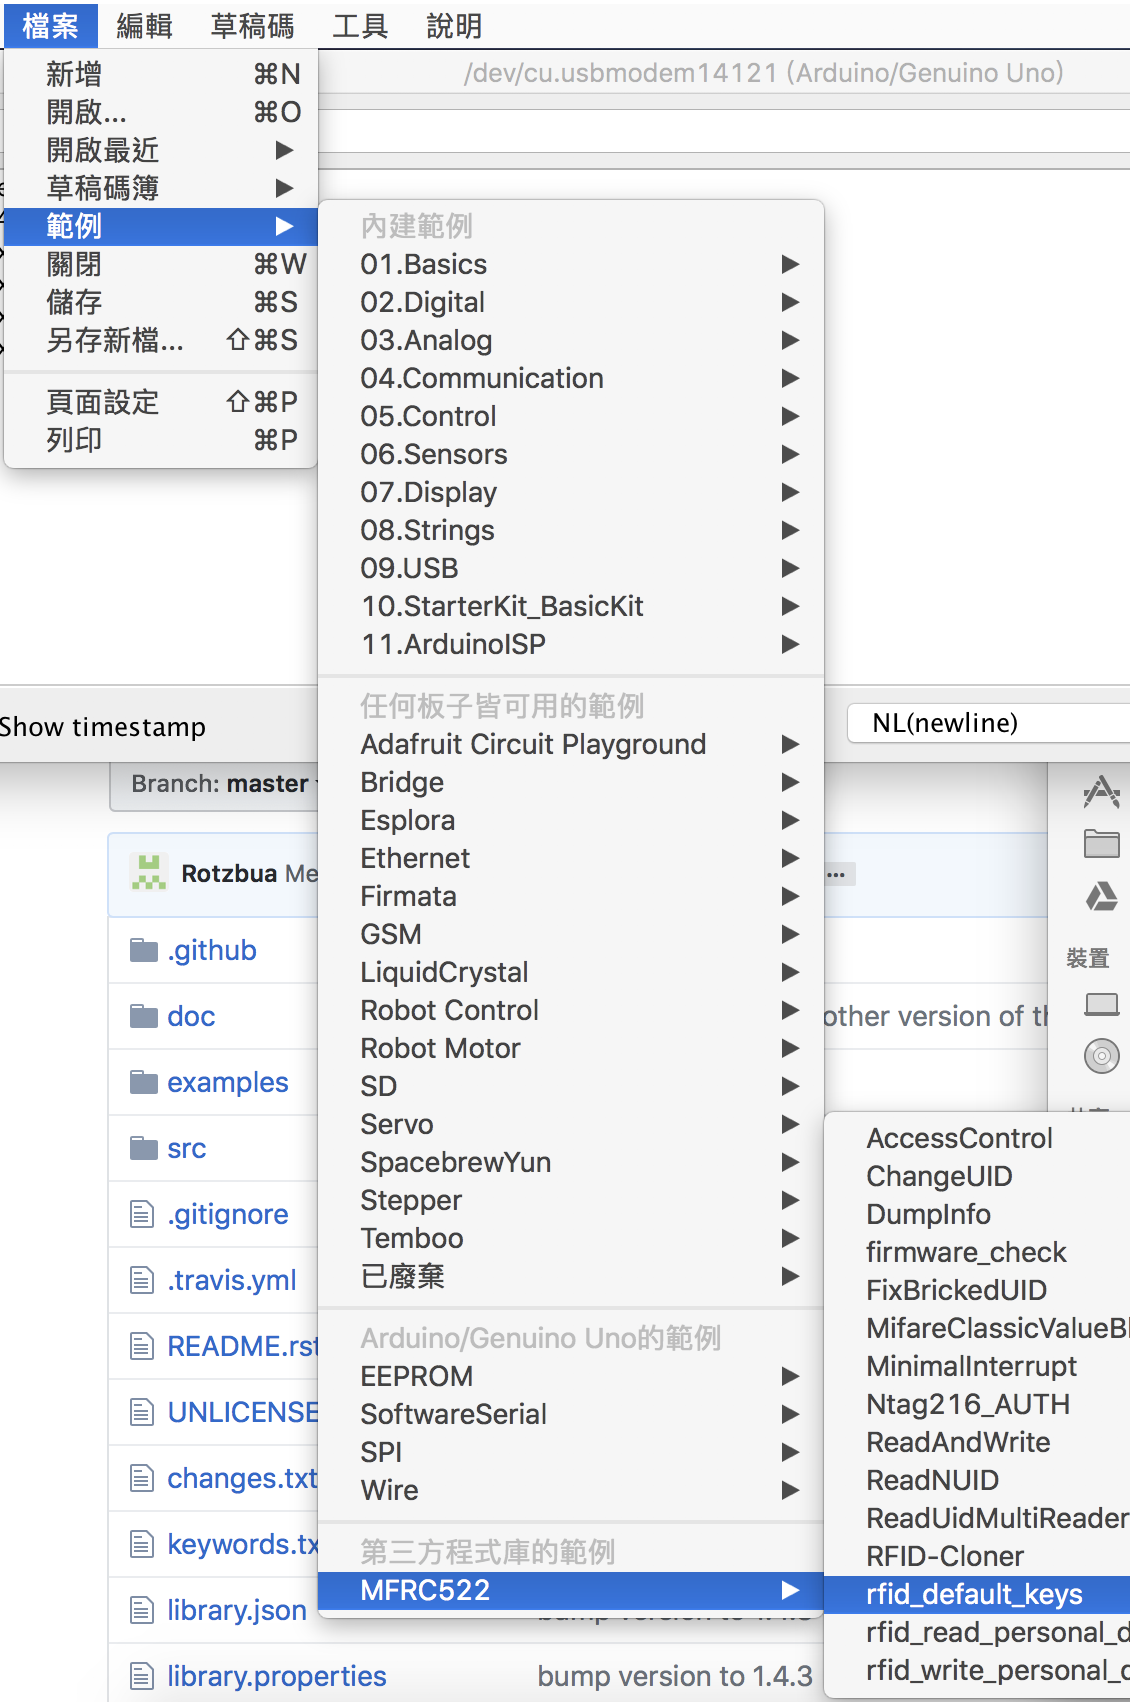 檔案 編輯 草稿碼 工具 說明
/dev/cu.usbmodem14121 (Arduino/Genuino Uno)
新增 ⌘N
開啟... ⌘O
開啟最近 ▶
草稿碼簿 ▶
範例 ▶
關閉 ⌘W
儲存 ⌘S
另存新檔... ⇧⌘S
頁面設定 ⇧⌘P
列印 ⌘P
內建範例
01.Basics ▶
02.Digital ▶
03.Analog ▶
04.Communication ▶
05.Control ▶
06.Sensors ▶
07.Display ▶
08.Strings ▶
09.USB ▶
10.StarterKit_BasicKit ▶
11.ArduinoISP ▶
任何板子皆可用的範例
Adafruit Circuit Playground ▶
Bridge ▶
Esplora ▶
Ethernet ▶
Firmata ▶
GSM ▶
LiquidCrystal ▶
Robot Control ▶
Robot Motor ▶
SD ▶
Servo ▶
SpacebrewYun ▶
Stepper ▶
Temboo ▶
已廢棄 ▶
Arduino/Genuino Uno的範例
EEPROM ▶
SoftwareSerial ▶
SPI ▶
Wire ▶
第三方程式庫的範例
MFRC522 ▶
AccessControl
ChangeUID
DumpInfo
firmware_check
FixBrickedUID
MifareClassicValueBl
MinimalInterrupt
Ntag216_AUTH
ReadAndWrite
ReadNUID
ReadUidMultiReader
RFID-Cloner
rfid_default_keys
rfid_read_personal_d
rfid_write_personal_d
Show timestamp
NL(newline)
Branch: master
Rotzbua Me ...
.github
doc
other version of th
examples
src
.gitignore
.travis.yml
README.rst
UNLICENSE
changes.txt
keywords.tx
library.json
library.properties bump version to 1.4.3
裝置